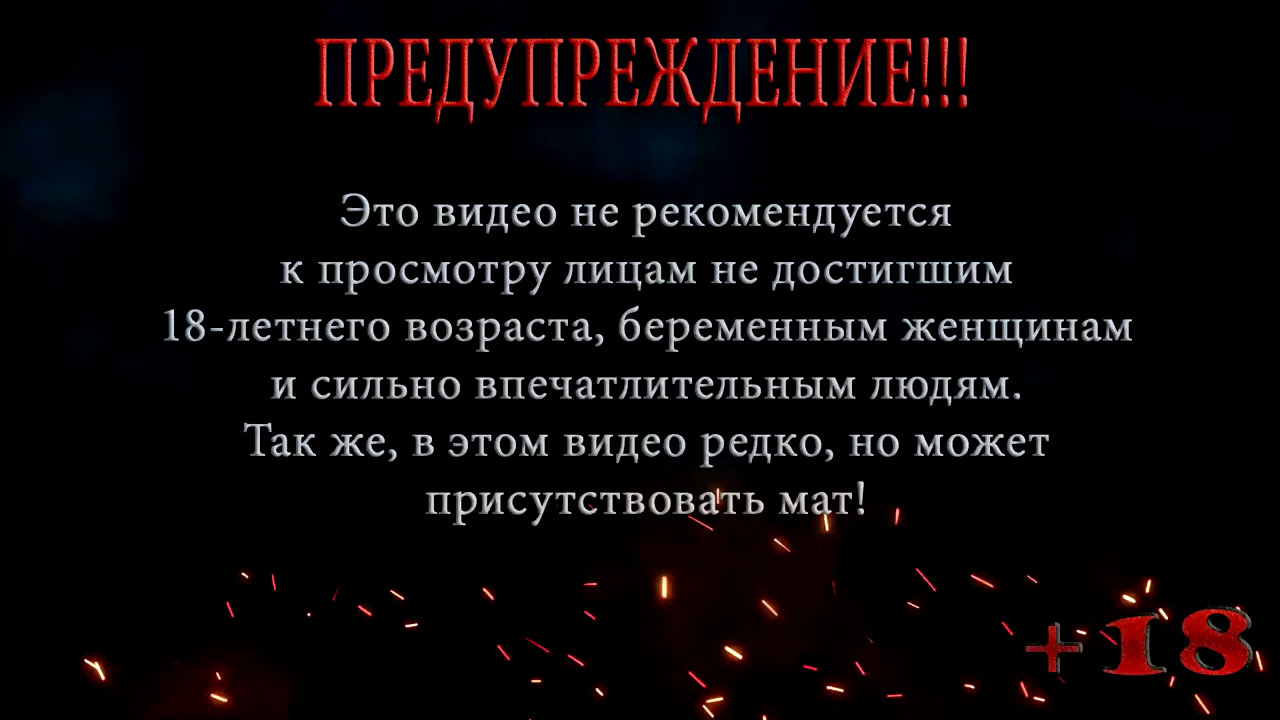 ПРЕДУПРЕЖДЕНИЕ!!!
Это видео не рекомендуется
к просмотру лицам не достигшим
18-летнего возраста, беременным женщинам
и сильно впечатлительным людям.
Так же, в этом видео редко, но может
присутствовать мат!
+18